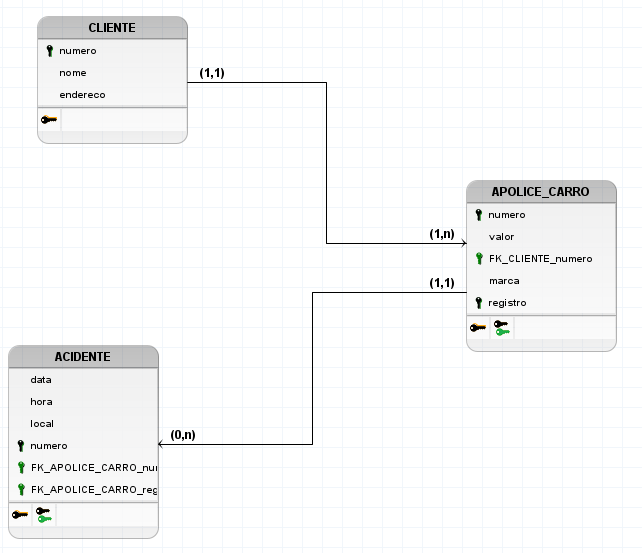 CLIENTE
numero
nome
endereco
(1,1)
(1,n)
APOLICE_CARRO
numero
valor
FK_CLIENTE_numero
marca
registro
(1,1)
(0,n)
ACIDENTE
data
hora
local
numero
FK_APOLICE_CARRO_nu
FK_APOLICE_CARRO_reg